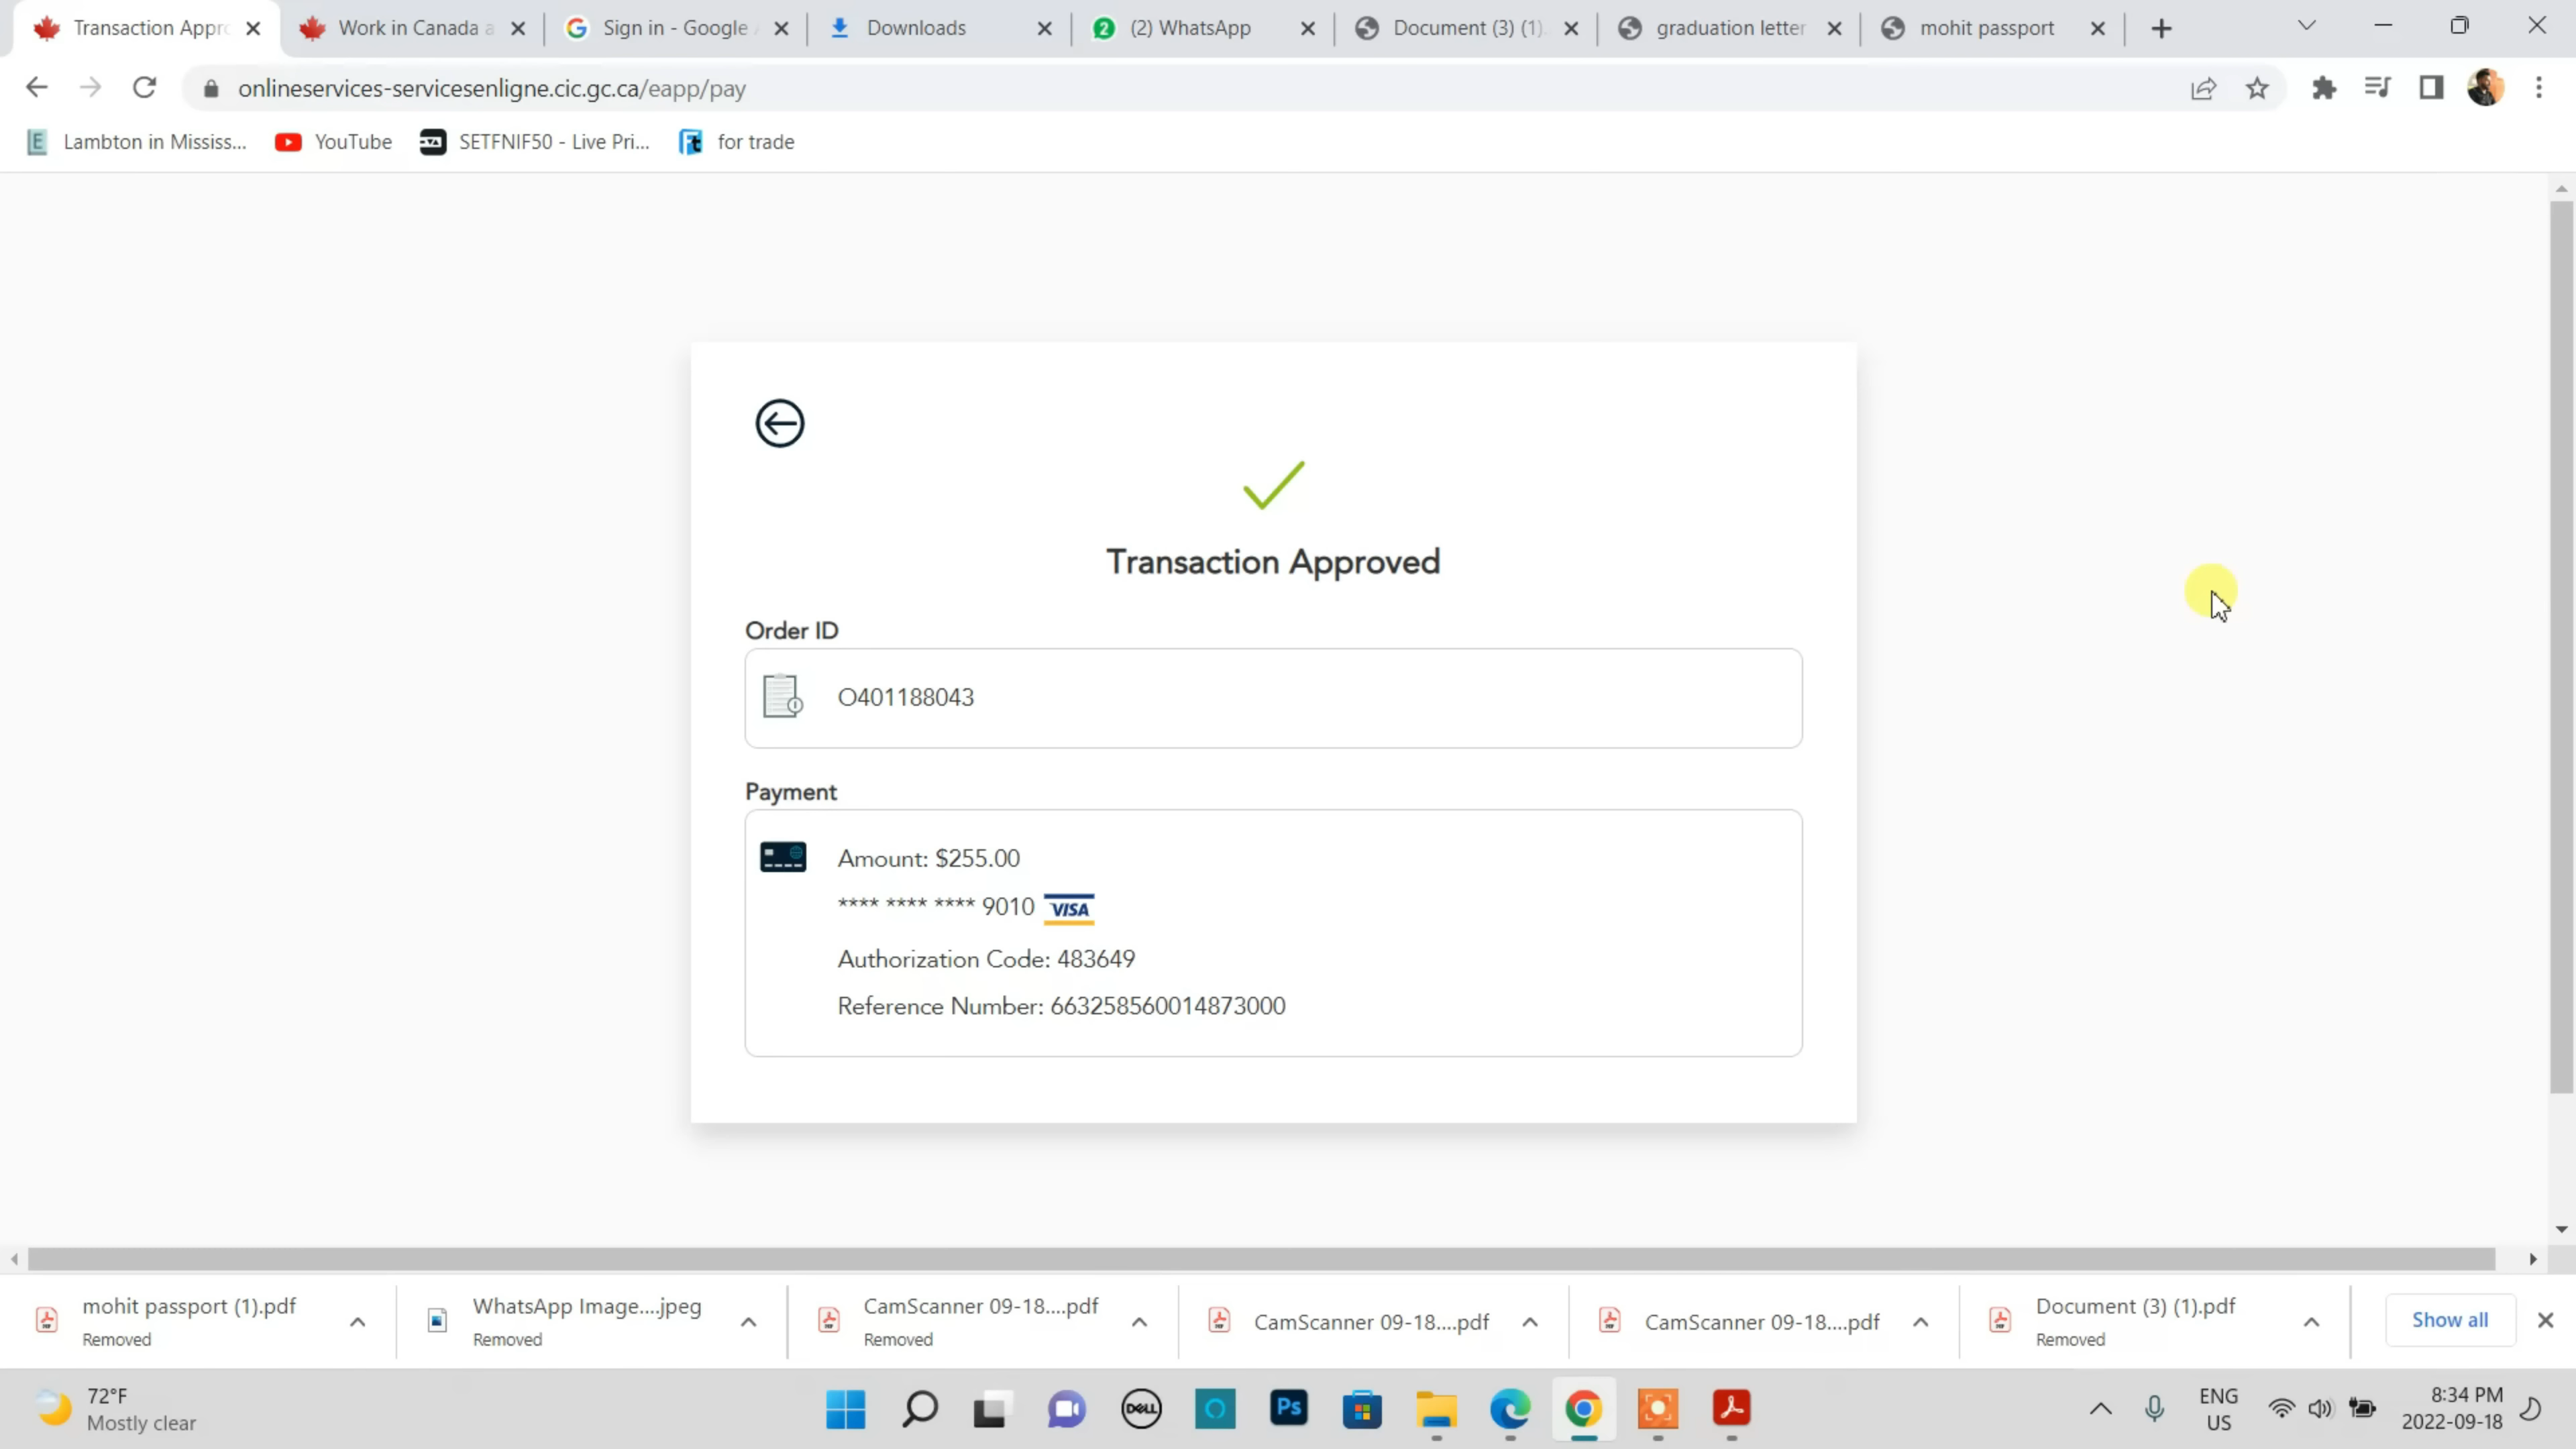 Transaction Appro
Work in Canada a
Sign in - Google A
Downloads
2 (2) WhatsApp
Document (3) (1).
graduation letter
mohit passport
onlineservices-servicesenligne.cic.gc.ca/eapp/pay
E Lambton in Mississ...
YouTube
SETFNIF50 - Live Pri...
for trade
Transaction Approved
Order ID
O401188043
Payment
Amount: $255.00
**** **** **** 9010 VISA
Authorization Code: 483649
Reference Number: 663258560014873000
mohit passport (1).pdf
Removed
WhatsApp Image....jpeg
Removed
CamScanner 09-18....pdf
Removed
CamScanner 09-18....pdf
CamScanner 09-18....pdf
Document (3) (1).pdf
Removed
Show all
72°F
Mostly clear
DELL
Ps
ENG
US
8:34 PM
2022-09-18